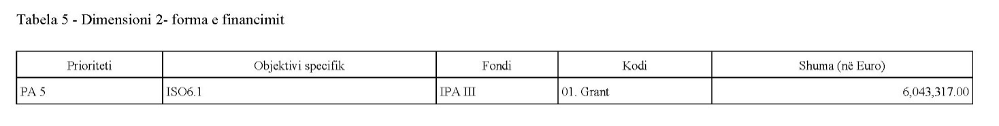 Tabela 5 - Dimensioni 2- forma e financimit
Prioriteti Objektivi specifik Fondi Kodi Shuma (në Euro)
PA 5 ISO6.1 IPA III 01. Grant 6,043,317.00